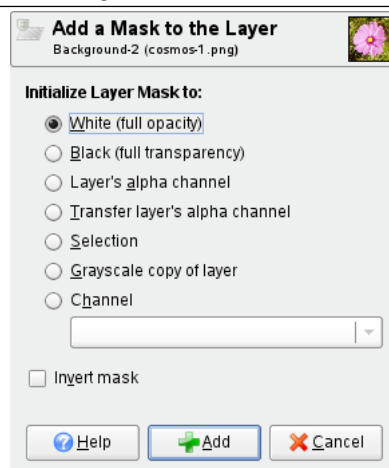 Add a Mask to the Layer
Background-2 (cosmos-1.png)
Initialize Layer Mask to:
White (full opacity)
Black (full transparency)
Layer's alpha channel
Transfer layer's alpha channel
Selection
Grayscale copy of layer
Channel
Invert mask
Help Add Cancel